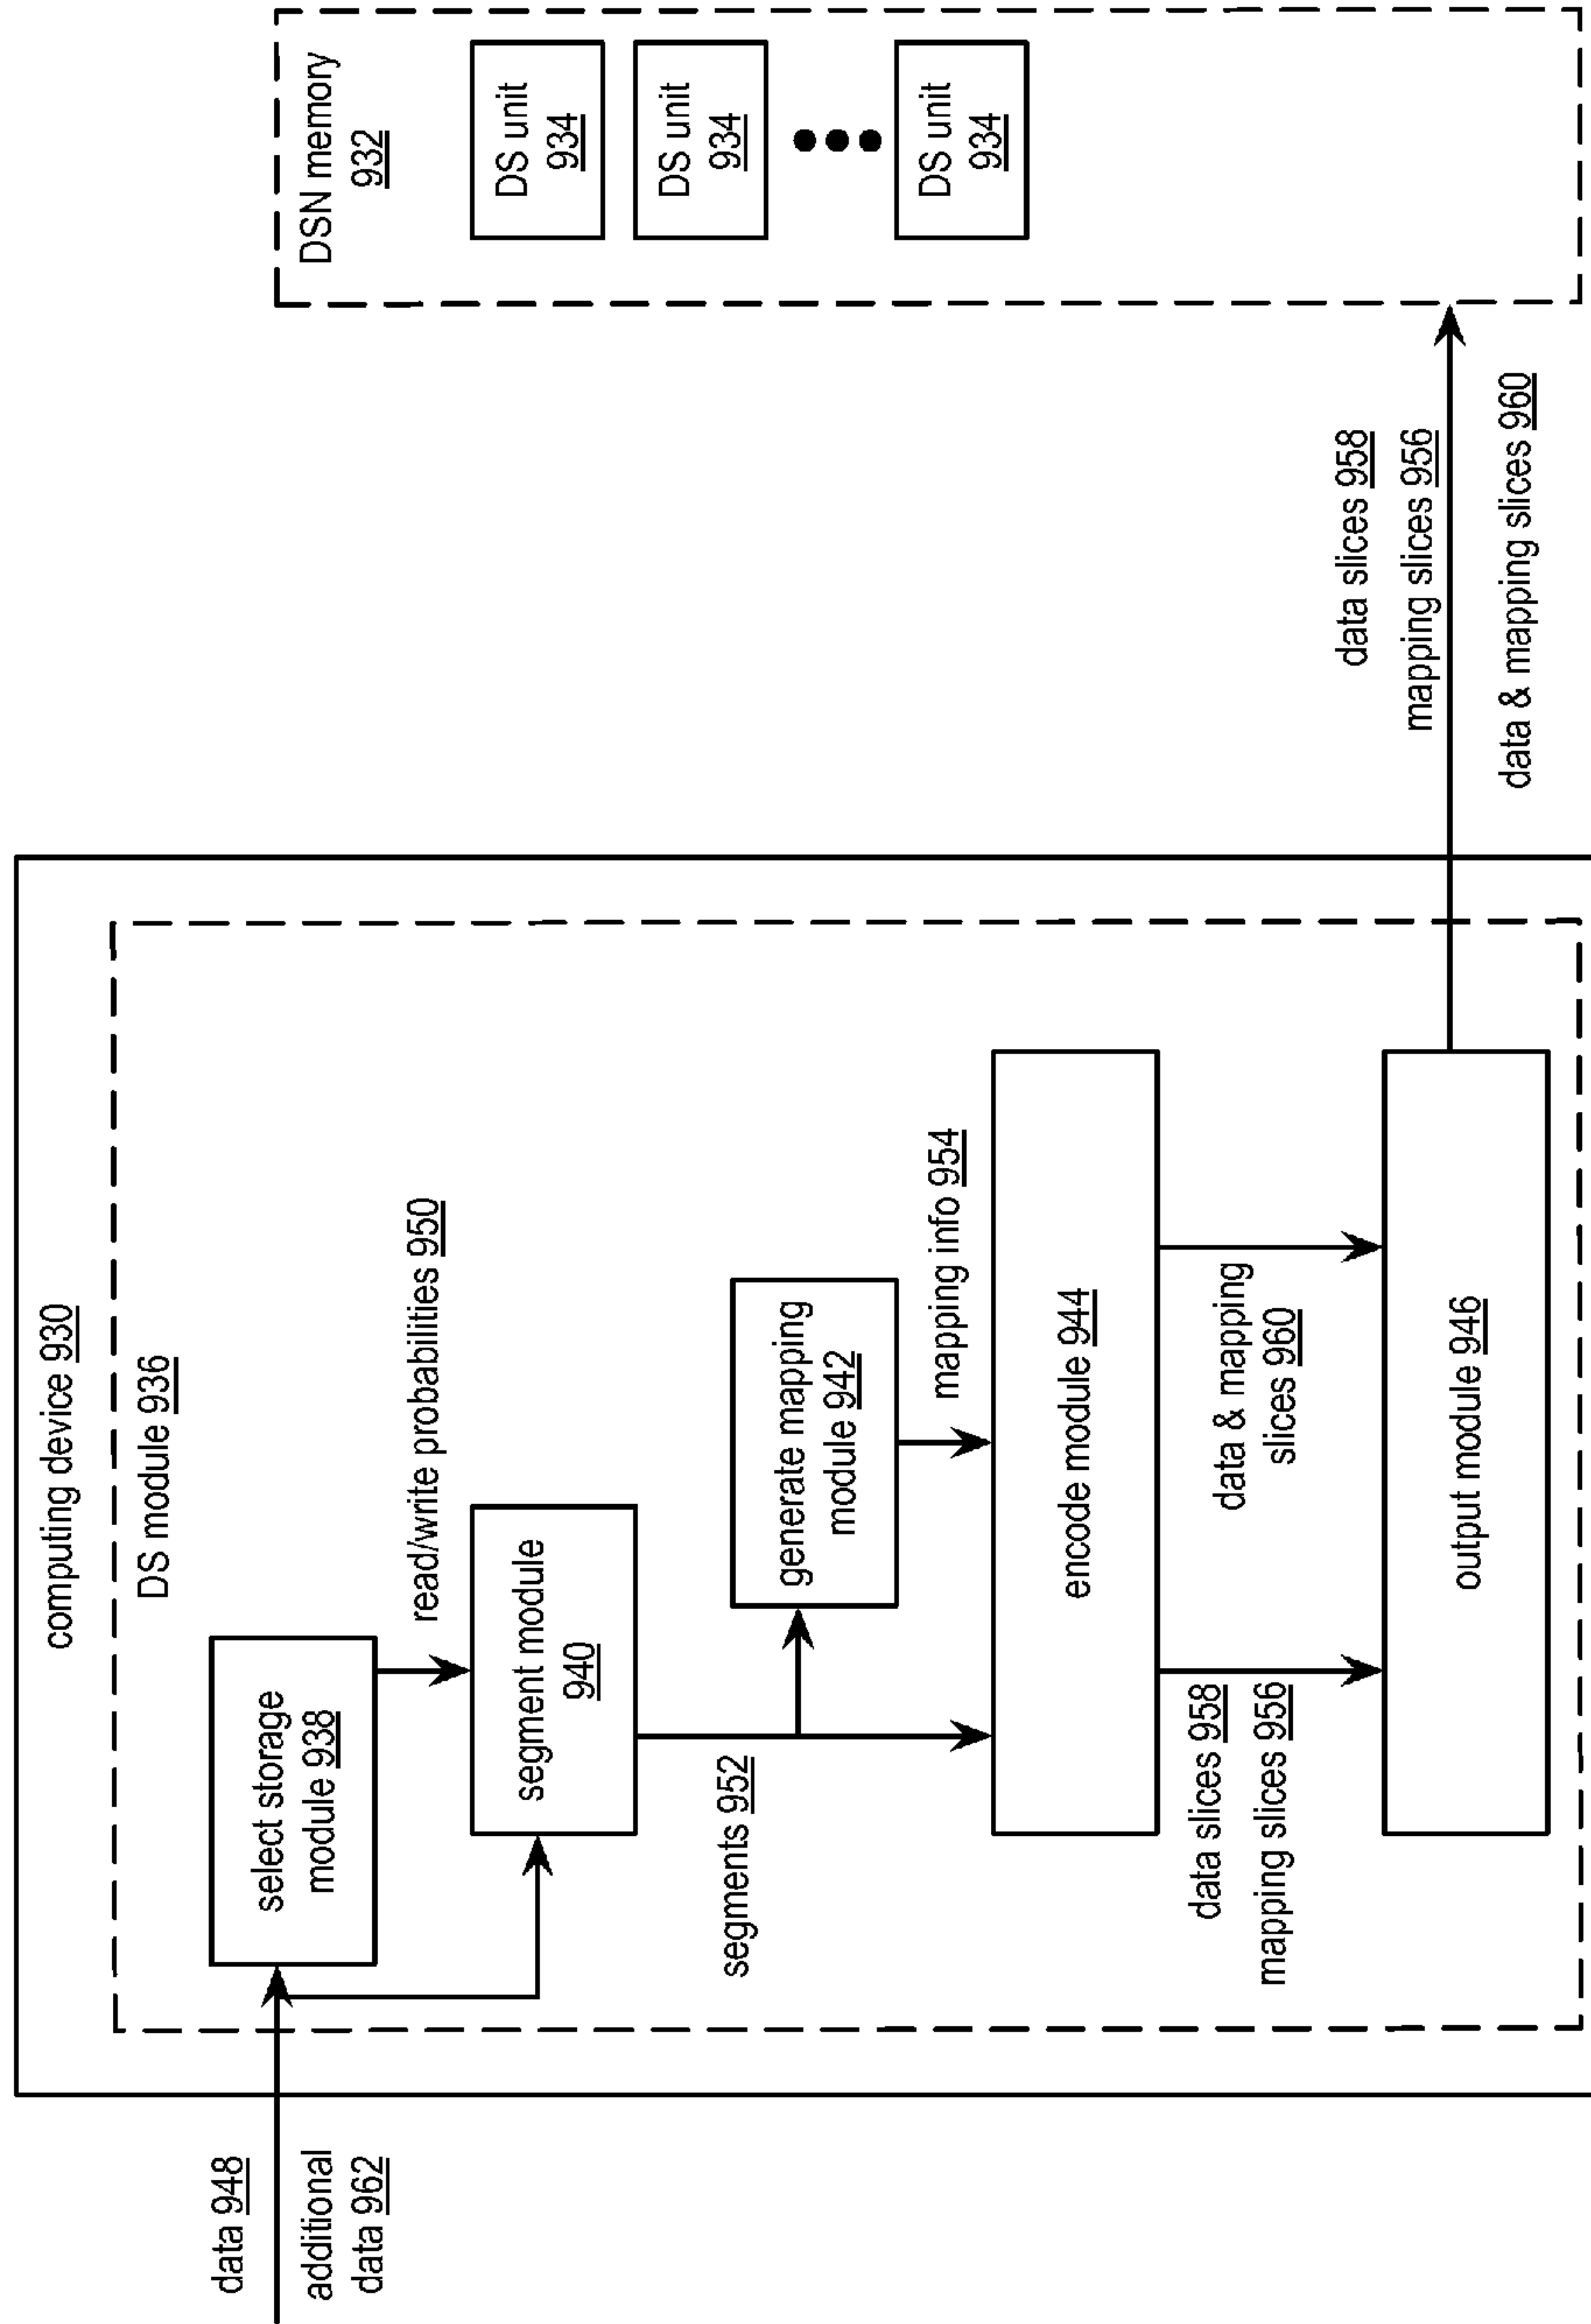 computing device 930
DS module 936
data 948
additional
data 962
select storage
module 938
read/write probabilities 950
segment module
940
segments 952
generate mapping
module 942
mapping info 954
encode module 944
data slices 958
mapping slices 956
data & mapping
slices 960
output module 946
data slices 958
mapping slices 956
data & mapping slices 960
DSN memory
932
DS unit
934
DS unit
934
DS unit
934